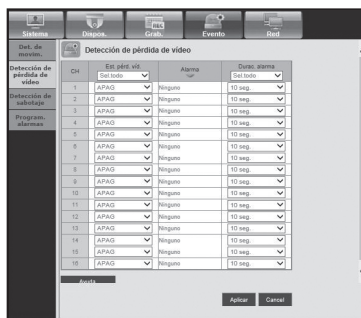 Sistema Dispos. Grab. Evento Red
Det. de movim.
Detección de pérdida de vídeo
Detección de sabotaje
Program. alarmas
Detección de pérdida de vídeo
CH Est. pérd. víd. Alarma Durac. alarma
Sel.todo Sel.todo
1 APAG Ninguno 10 seg.
2 APAG Ninguno 10 seg.
3 APAG Ninguno 10 seg.
4 APAG Ninguno 10 seg.
5 APAG Ninguno 10 seg.
6 APAG Ninguno 10 seg.
7 APAG Ninguno 10 seg.
8 APAG Ninguno 10 seg.
9 APAG Ninguno 10 seg.
10 APAG Ninguno 10 seg.
11 APAG Ninguno 10 seg.
12 APAG Ninguno 10 seg.
13 APAG Ninguno 10 seg.
14 APAG Ninguno 10 seg.
15 APAG Ninguno 10 seg.
16 APAG Ninguno 10 seg.
Ayuda
Aplicar Cancel